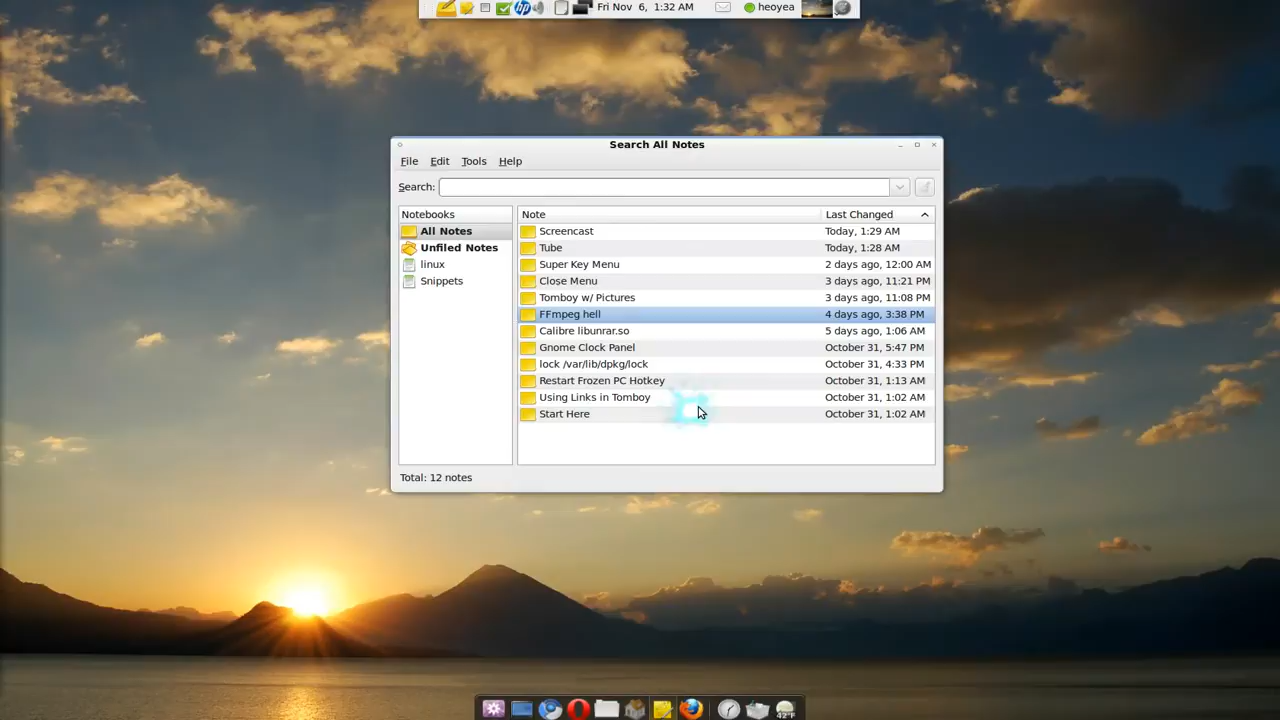 Fri Nov 6, 1:32 AM heoyea
Search All Notes
File Edit Tools Help
Search:
Notebooks
All Notes
Unfiled Notes
linux
Snippets
Note Last Changed
Screencast Today, 1:29 AM
Tube Today, 1:28 AM
Super Key Menu 2 days ago, 12:00 AM
Close Menu 3 days ago, 11:21 PM
Tomboy w/ Pictures 3 days ago, 11:08 PM
FFmpeg hell 4 days ago, 3:38 PM
Calibre libunrar.so 5 days ago, 1:06 AM
Gnome Clock Panel October 31, 5:47 PM
lock /var/lib/dpkg/lock October 31, 4:33 PM
Restart Frozen PC Hotkey October 31, 1:13 AM
Using Links in Tomboy October 31, 1:02 AM
Start Here October 31, 1:02 AM
Total: 12 notes
42°F